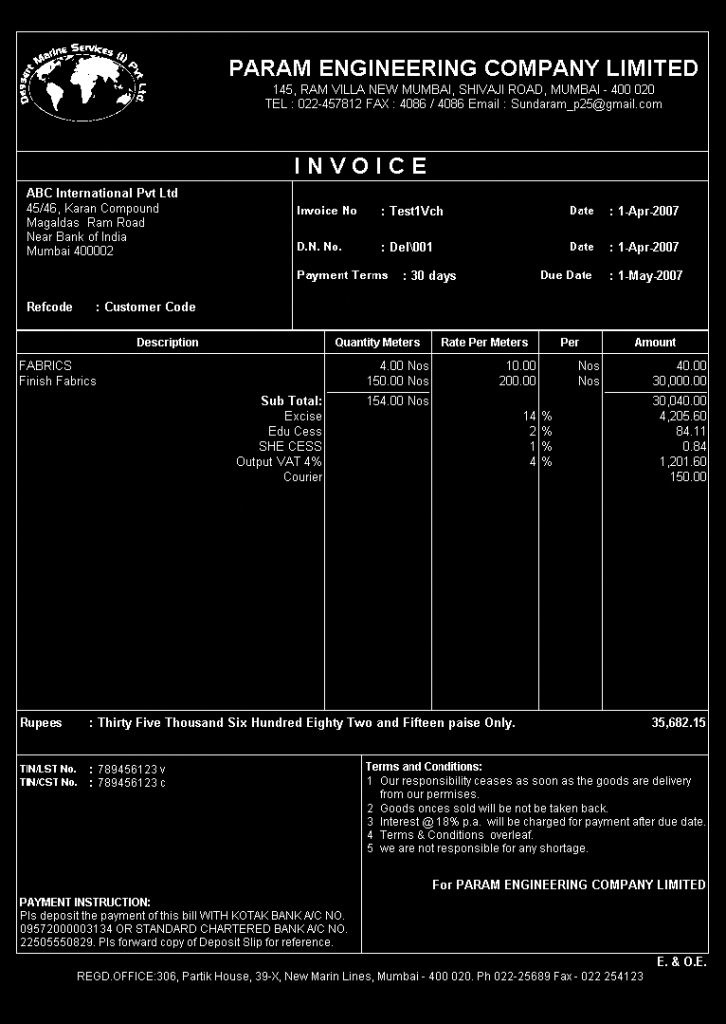 Dessert Marine Services (I) Pvt Ltd
PARAM ENGINEERING COMPANY LIMITED
145, RAM VILLA NEW MUMBAI, SHIVAJI ROAD, MUMBAI - 400 020
TEL : 022-457812 FAX : 4086 / 4086 Email : Sundaram_p25@gmail.com
INVOICE
ABC International Pvt Ltd
45/46, Karan Compound
Magaldas Ram Road
Near Bank of India
Mumbai 400002
Refcode : Customer Code
Invoice No : Test1Vch Date : 1-Apr-2007
D.N. No. : Del\001 Date : 1-Apr-2007
Payment Terms : 30 days Due Date : 1-May-2007
Description Quantity Meters Rate Per Meters Per Amount
FABRICS 4.00 Nos 10.00 Nos 40.00
Finish Fabrics 150.00 Nos 200.00 Nos 30,000.00
Sub Total: 154.00 Nos 30,040.00
Excise 14 % 4,205.60
Edu Cess 2 % 84.11
SHE CESS 1 % 0.84
Output VAT 4% 4 % 1,201.60
Courier 150.00
Rupees : Thirty Five Thousand Six Hundred Eighty Two and Fifteen paise Only. 35,682.15
TIN/LST No. : 789456123 v
TIN/CST No. : 789456123 c
PAYMENT INSTRUCTION:
Pls deposit the payment of this bill WITH KOTAK BANK A/C NO.
09572000003134 OR STANDARD CHARTERED BANK A/C NO.
22505550829. Pls forward copy of Deposit Slip for reference.
Terms and Conditions:
1 Our responsibility ceases as soon as the goods are delivery
from our permises.
2 Goods onces sold will be not be taken back.
3 Interest @ 18% p.a. will be charged for payment after due date.
4 Terms & Conditions overleaf.
5 we are not responsible for any shortage.
For PARAM ENGINEERING COMPANY LIMITED
E. & O.E.
REGD.OFFICE:306, Partik House, 39-X, New Marin Lines, Mumbai - 400 020. Ph 022-25689 Fax - 022 254123